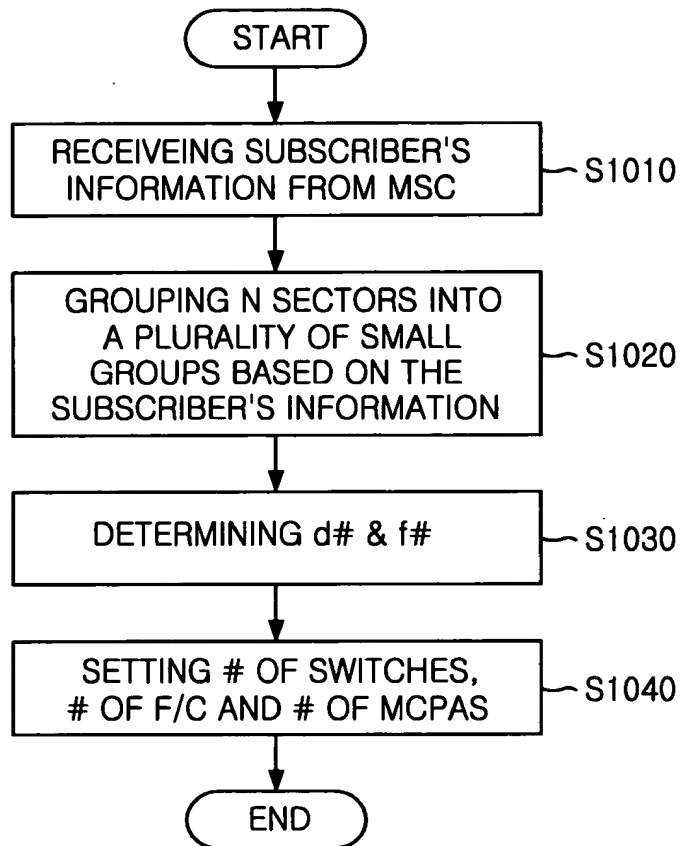 START
RECEIVEING SUBSCRIBER'S
INFORMATION FROM MSC
S1010
GROUPING N SECTORS INTO
A PLURALITY OF SMALL
GROUPS BASED ON THE
SUBSCRIBER'S INFORMATION
S1020
DETERMINING d# & f#
S1030
SETTING # OF SWITCHES,
# OF F/C AND # OF MCPAS
S1040
END